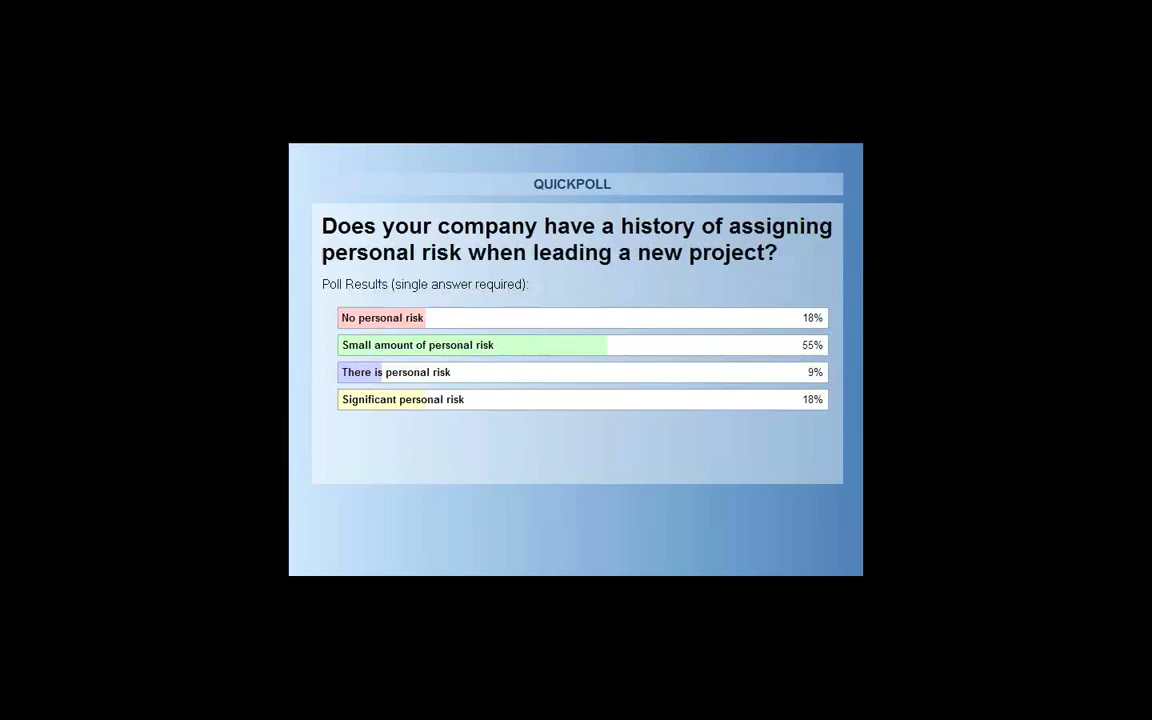 QUICKPOLL
Does your company have a history of assigning
personal risk when leading a new project?
Poll Results (single answer required):
No personal risk 18%
Small amount of personal risk 55%
There is personal risk 9%
Significant personal risk 18%